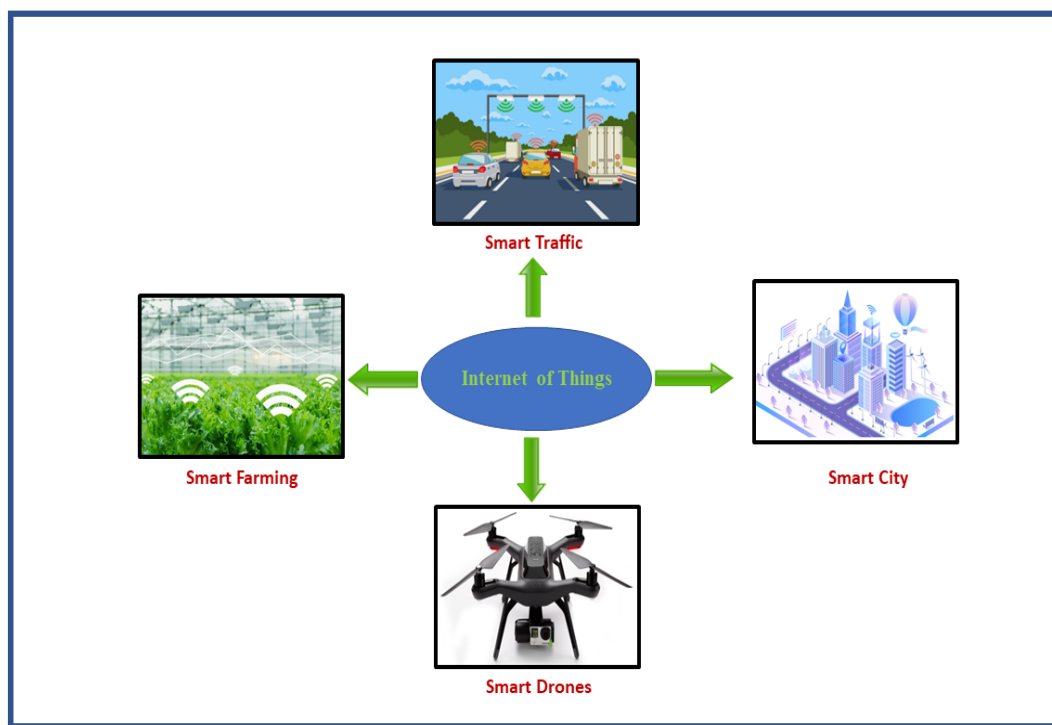 Smart Traffic
Internet of Things
Smart Farming
Smart City
Smart Drones